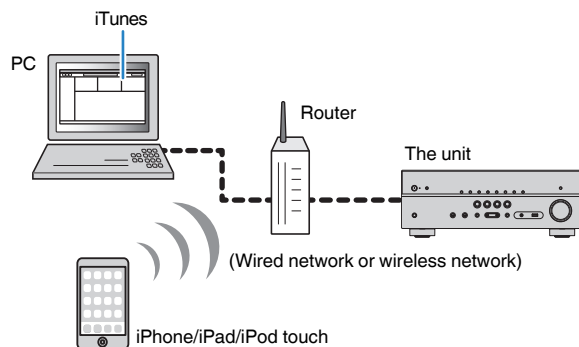 iTunes
PC
Router
The unit
(Wired network or wireless network)
iPhone/iPad/iPod touch